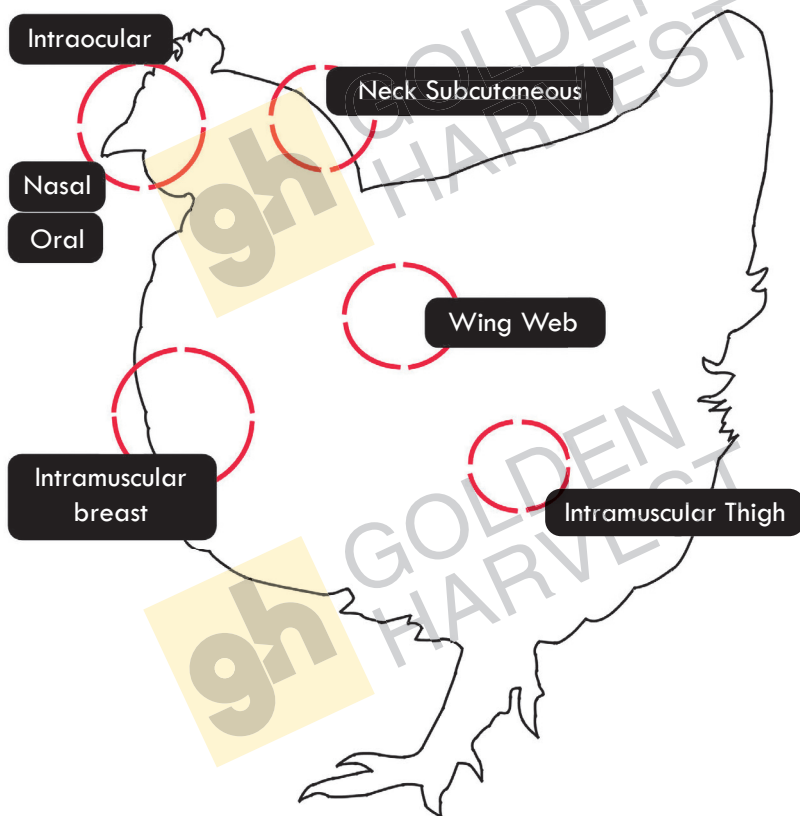 Intraocular
Neck Subcutaneous
GOLDEN
HARVEST
gh
Nasal
Oral
Wing Web
Intramuscular
breast
Intramuscular Thigh
GOLDEN
HARVEST
gh